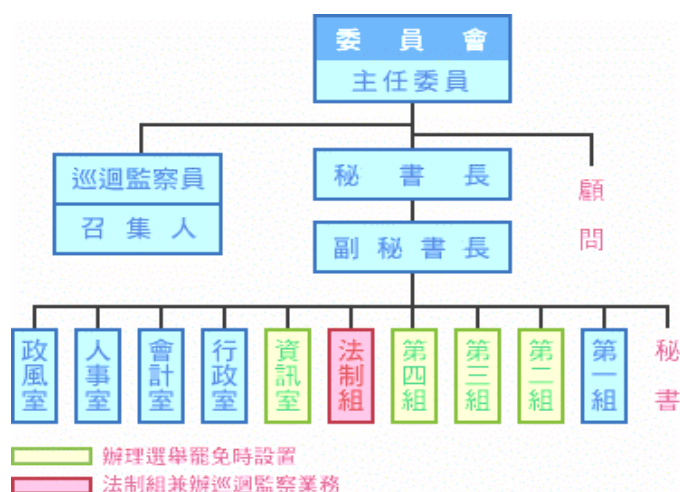 委員會
主任委員
巡迴監察員
召集人
秘書長
顧問
副秘書長
政風室
人事室
會計室
行政室
資訊室
法制組
第四組
第三組
第二組
第一組
秘書
辦理選舉罷免時設置
法制組兼辦巡迴監察業務